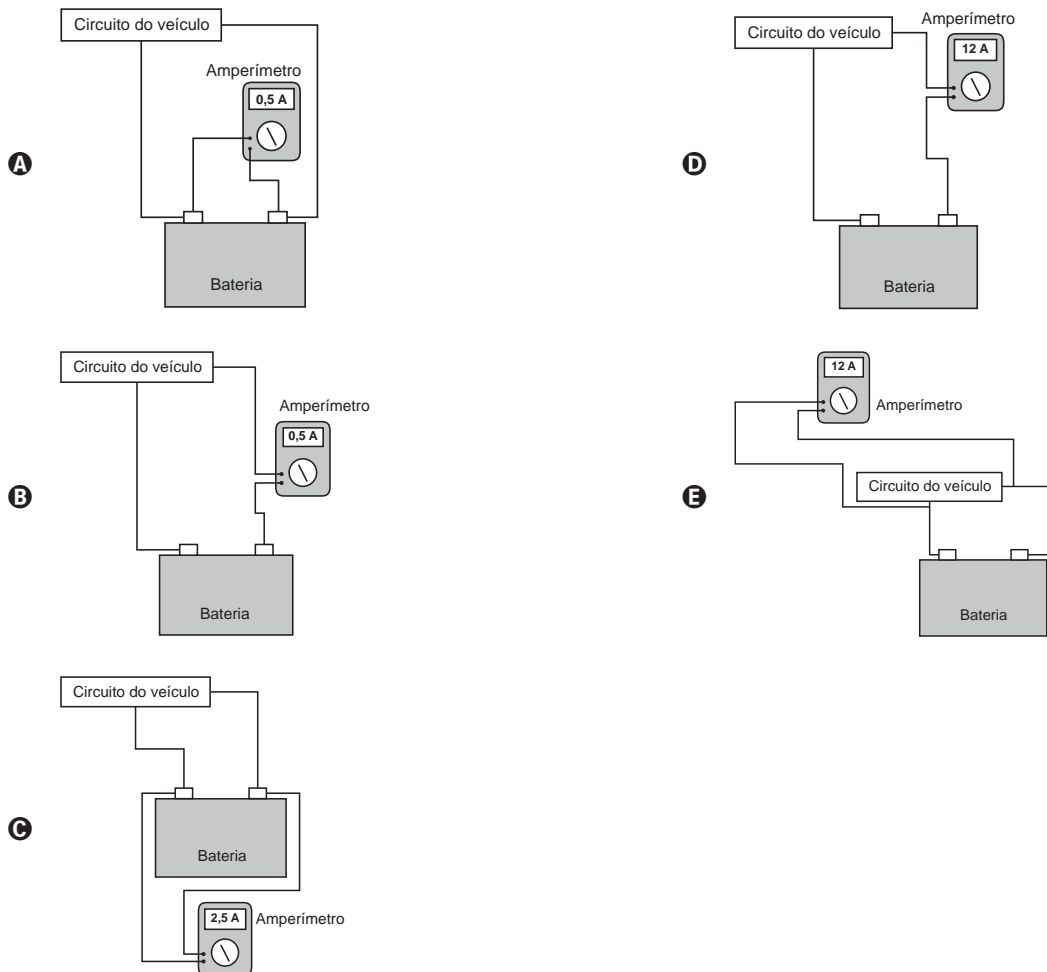 Circuito do veículo
Amperímetro
0,5 A
A
Bateria
Circuito do veículo
Amperímetro
0,5 A
B
Bateria
Circuito do veículo
C
Bateria
2,5 A
Amperímetro
Amperímetro
Circuito do veículo
12 A
D
Bateria
12 A
Amperímetro
Circuito do veículo
E
Bateria